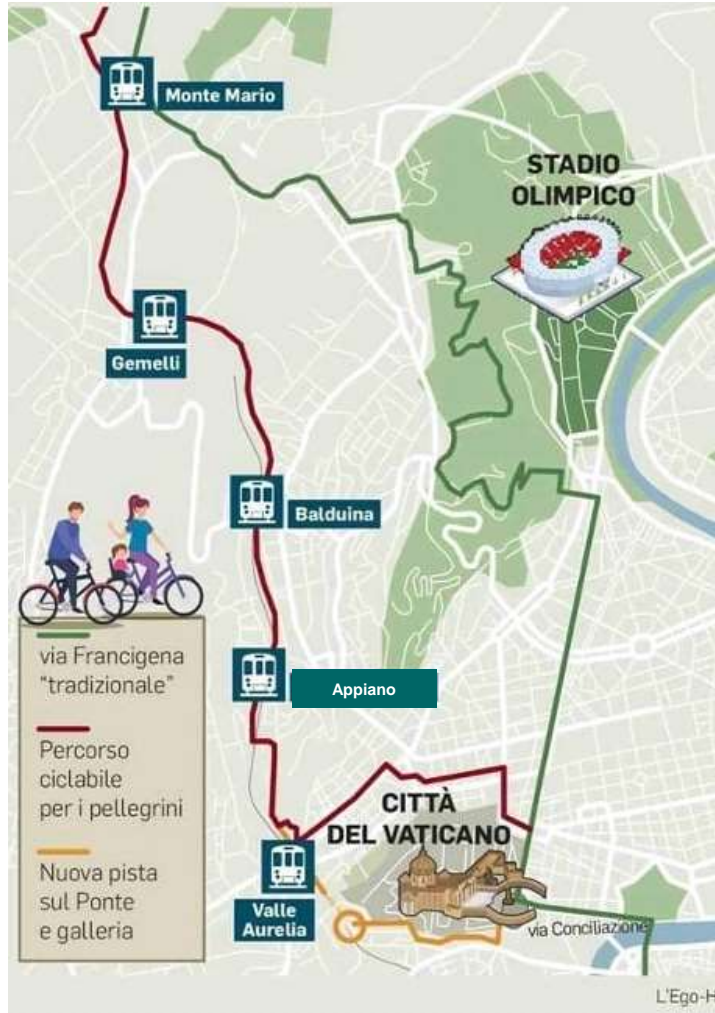 Monte Mario
STADIO
OLIMPICO
Gemelli
Balduina
Appiano
via Francigena
"tradizionale"
Percorso
ciclabile
per i pellegrini
Nuova pista
sul Ponte
e galleria
CITTÀ
DEL VATICANO
Valle
Aurelia
via Conciliazione
L'Ego-H